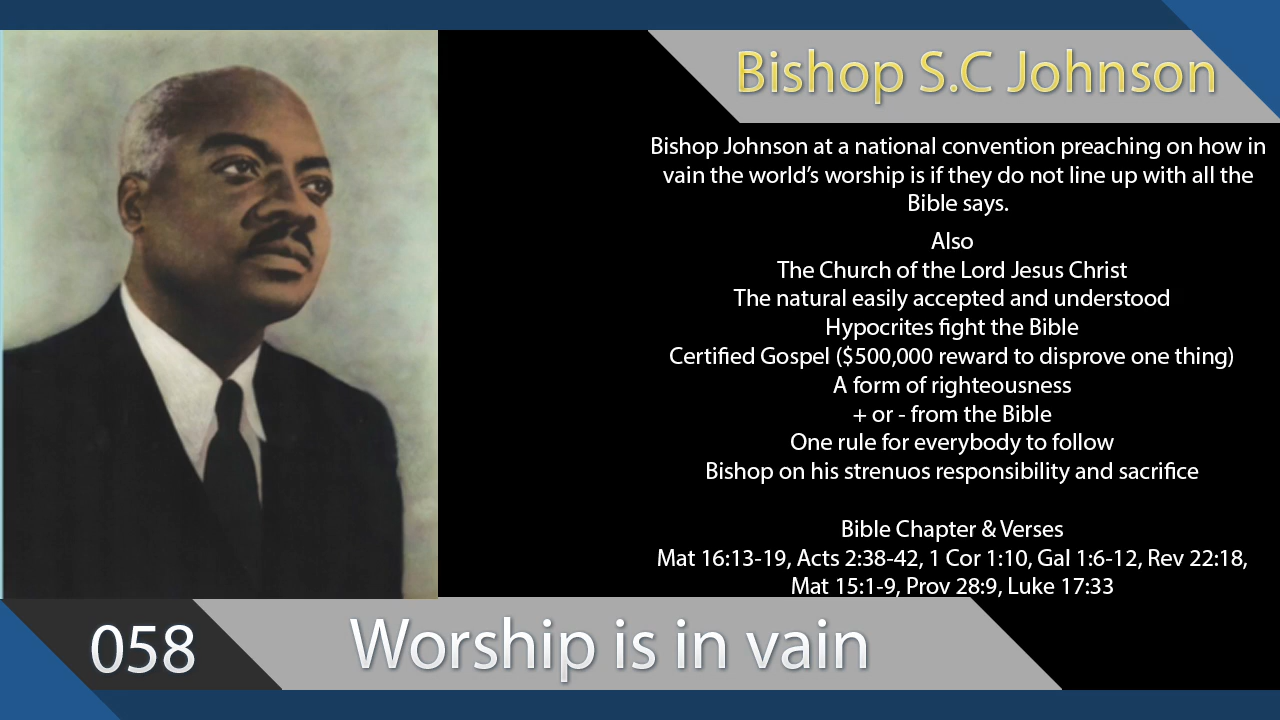 Bishop S.C Johnson
Bishop Johnson at a national convention preaching on how in
vain the world's worship is if they do not line up with all the
Bible says.
Also
The Church of the Lord Jesus Christ
The natural easily accepted and understood
Hypocrites fight the Bible
Certified Gospel ($500,000 reward to disprove one thing)
A form of righteousness
+ or - from the Bible
One rule for everybody to follow
Bishop on his strenuos responsibility and sacrifice
Bible Chapter & Verses
Mat 16:13-19, Acts 2:38-42, 1 Cor 1:10, Gal 1:6-12, Rev 22:18,
Mat 15:1-9, Prov 28:9, Luke 17:33
058
Worship is in vain